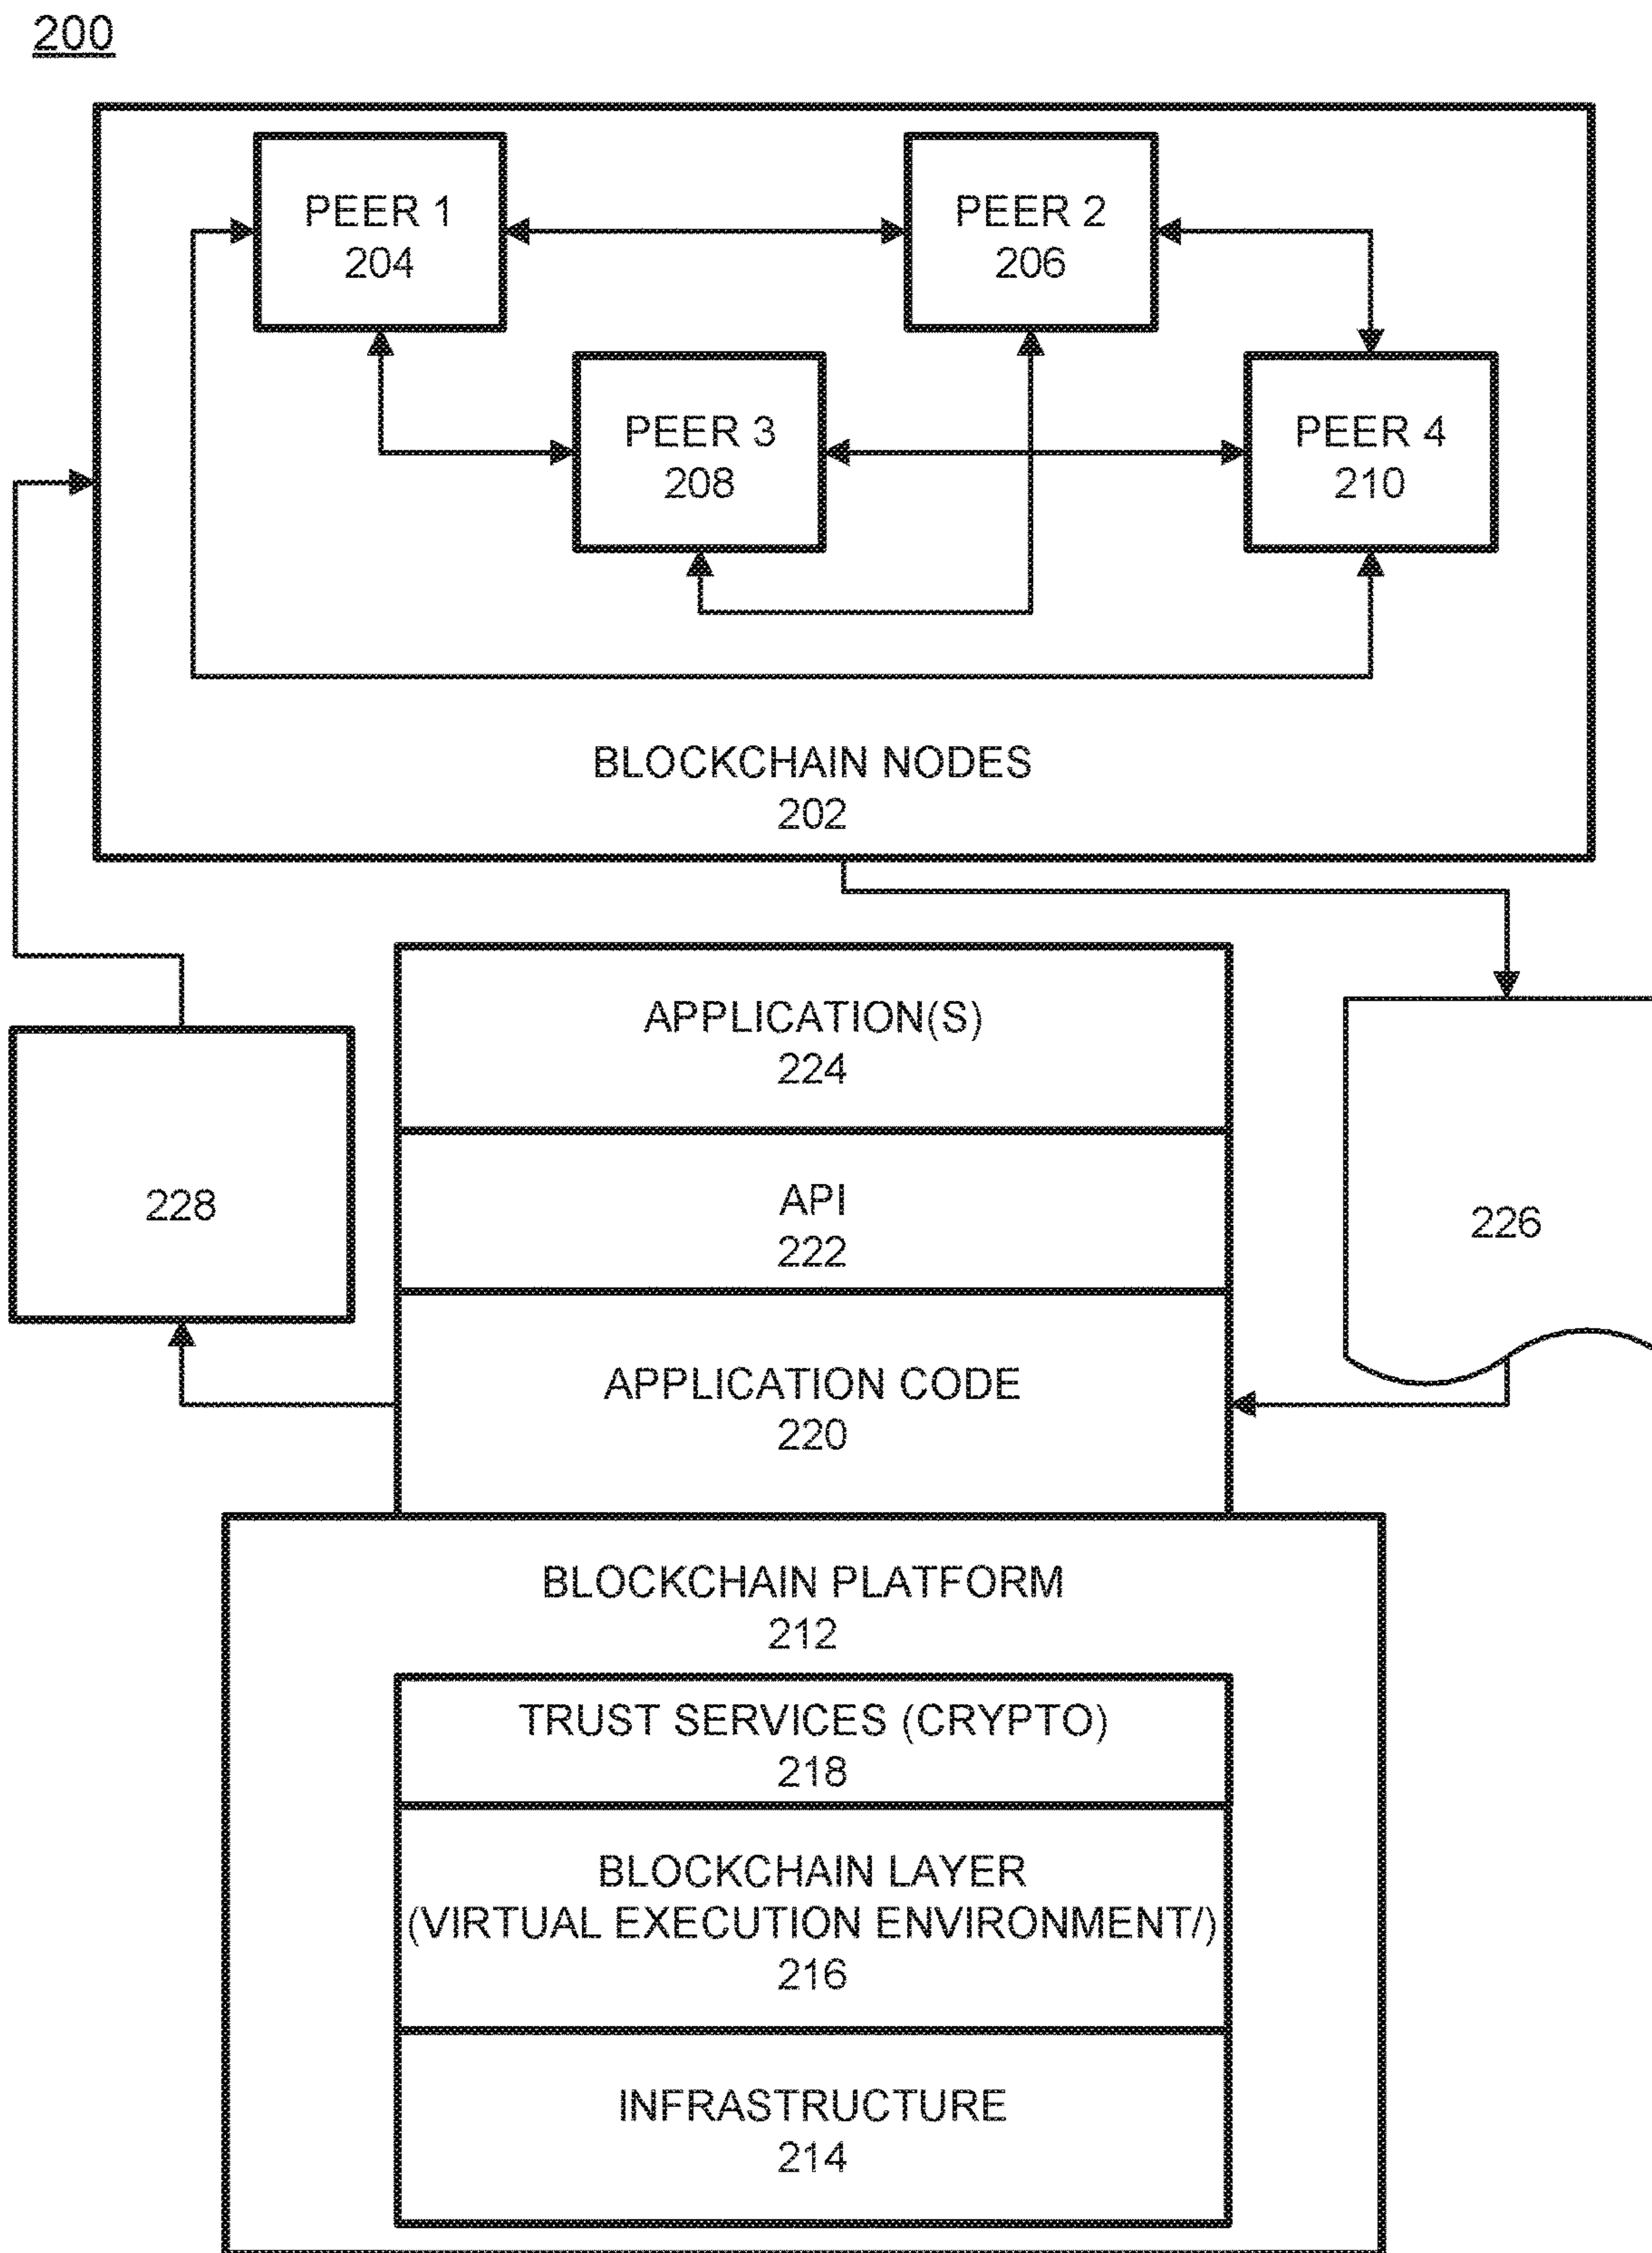 200
PEER 1
204
PEER 2
206
PEER 3
208
PEER 4
210
BLOCKCHAIN NODES
202
APPLICATION(S)
224
API
222
228
226
APPLICATION CODE
220
BLOCKCHAIN PLATFORM
212
TRUST SERVICES (CRYPTO)
218
BLOCKCHAIN LAYER
(VIRTUAL EXECUTION ENVIRONMENT/)
216
INFRASTRUCTURE
214